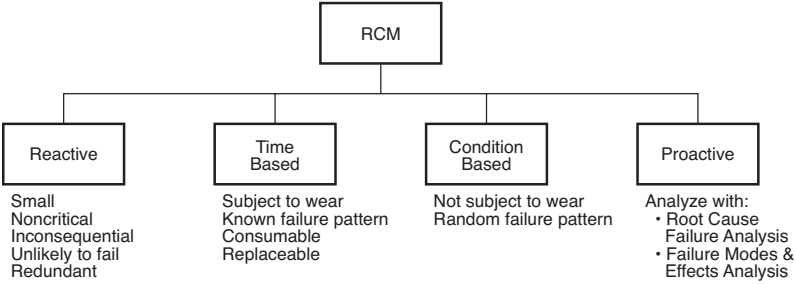 RCM
Reactive
Small
Noncritical
Inconsequential
Unlikely to fail
Redundant
Time
Based
Subject to wear
Known failure pattern
Consumable
Replaceable
Condition
Based
Not subject to wear
Random failure pattern
Proactive
Analyze with:
• Root Cause
Failure Analysis
• Failure Modes &
Effects Analysis